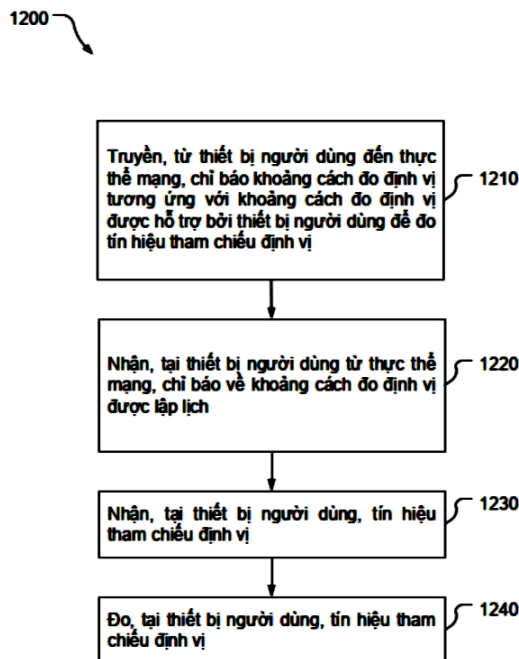 1200
Truyền, từ thiết bị người dùng đến thực
thể mạng, chỉ báo khoảng cách đo định vị
tương ứng với khoảng cách đo định vị
được hỗ trợ bởi thiết bị người dùng để đo
tín hiệu tham chiếu định vị
1210
Nhận, tại thiết bị người dùng từ thực thể
mạng, chỉ báo về khoảng cách đo định vị
được lập lịch
1220
Nhận, tại thiết bị người dùng, tín hiệu
tham chiếu định vị
1230
Đo, tại thiết bị người dùng, tín hiệu tham
chiếu định vị
1240